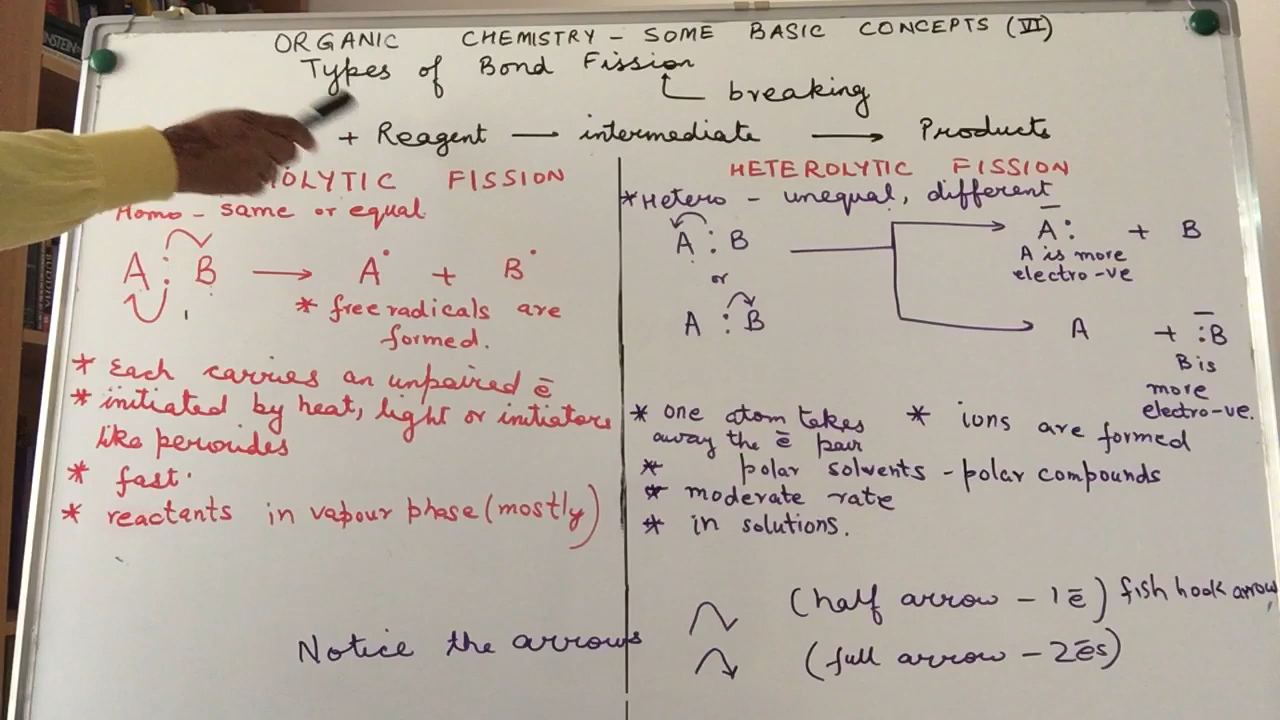 ORGANIC CHEMISTRY – SOME BASIC CONCEPTS (VI)
Types of Bond Fission
breaking
+ Reagent — intermediate → Products
OLYTIC FISSION
Homo – same or equal
A : B → A• + B•
* free radicals are
formed.
* Each carries an unpaired ē
* initiated by heat, light or initiators
like peroxides
* fast.
* reactants in vapour phase (mostly)
HETEROLYTIC FISSION
* Hetero – unequal, different
A : B
or
A : B
Ā: + B
A is more
electro -ve
A + :B̄
B is
more
electro-ve.
* one atom takes
away the ē pair
* ions are formed
* polar solvents - polar compounds
* moderate rate
* in solutions.
Notice the arrows
(half arrow – 1ē) fish hook arrow
(full arrow – 2ēs)